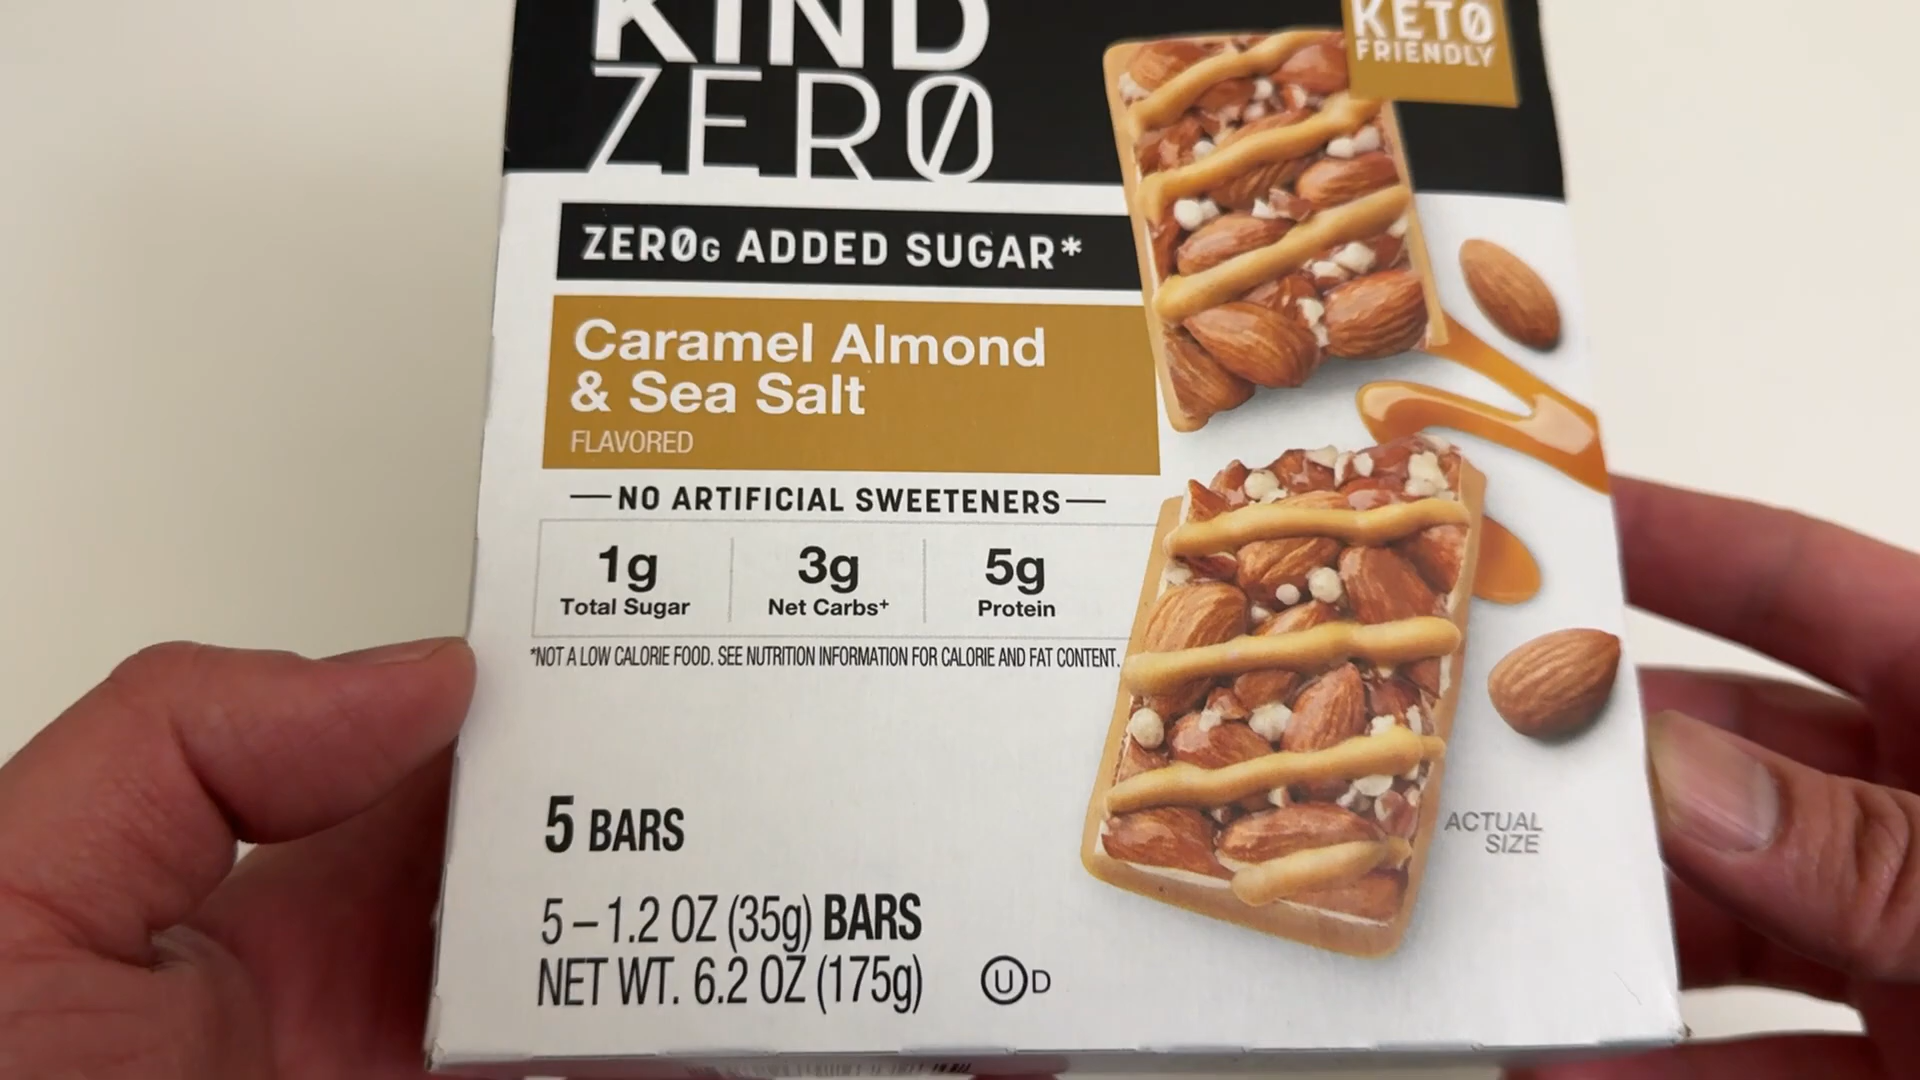 KIND
ZERØ
KETØ
FRIENDLY
ZERØG ADDED SUGAR*
Caramel Almond
& Sea Salt
FLAVORED
NO ARTIFICIAL SWEETENERS
1g
Total Sugar
3g
Net Carbs+
5g
Protein
*NOT A LOW CALORIE FOOD. SEE NUTRITION INFORMATION FOR CALORIE AND FAT CONTENT.
ACTUAL
SIZE
5 BARS
5 – 1.2 OZ (35g) BARS
NET WT. 6.2 OZ (175g)
U D